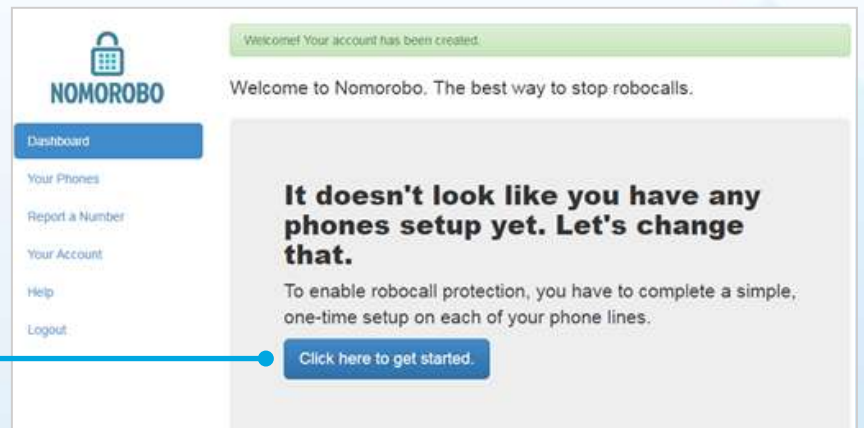 NOMOROBO
Dashboard
Your Phones
Report a Number
Your Account
Help
Logout
Welcome! Your account has been created.
Welcome to Nomorobo. The best way to stop robocalls.
It doesn't look like you have any
phones setup yet. Let's change
that.
To enable robocall protection, you have to complete a simple,
one-time setup on each of your phone lines.
Click here to get started.